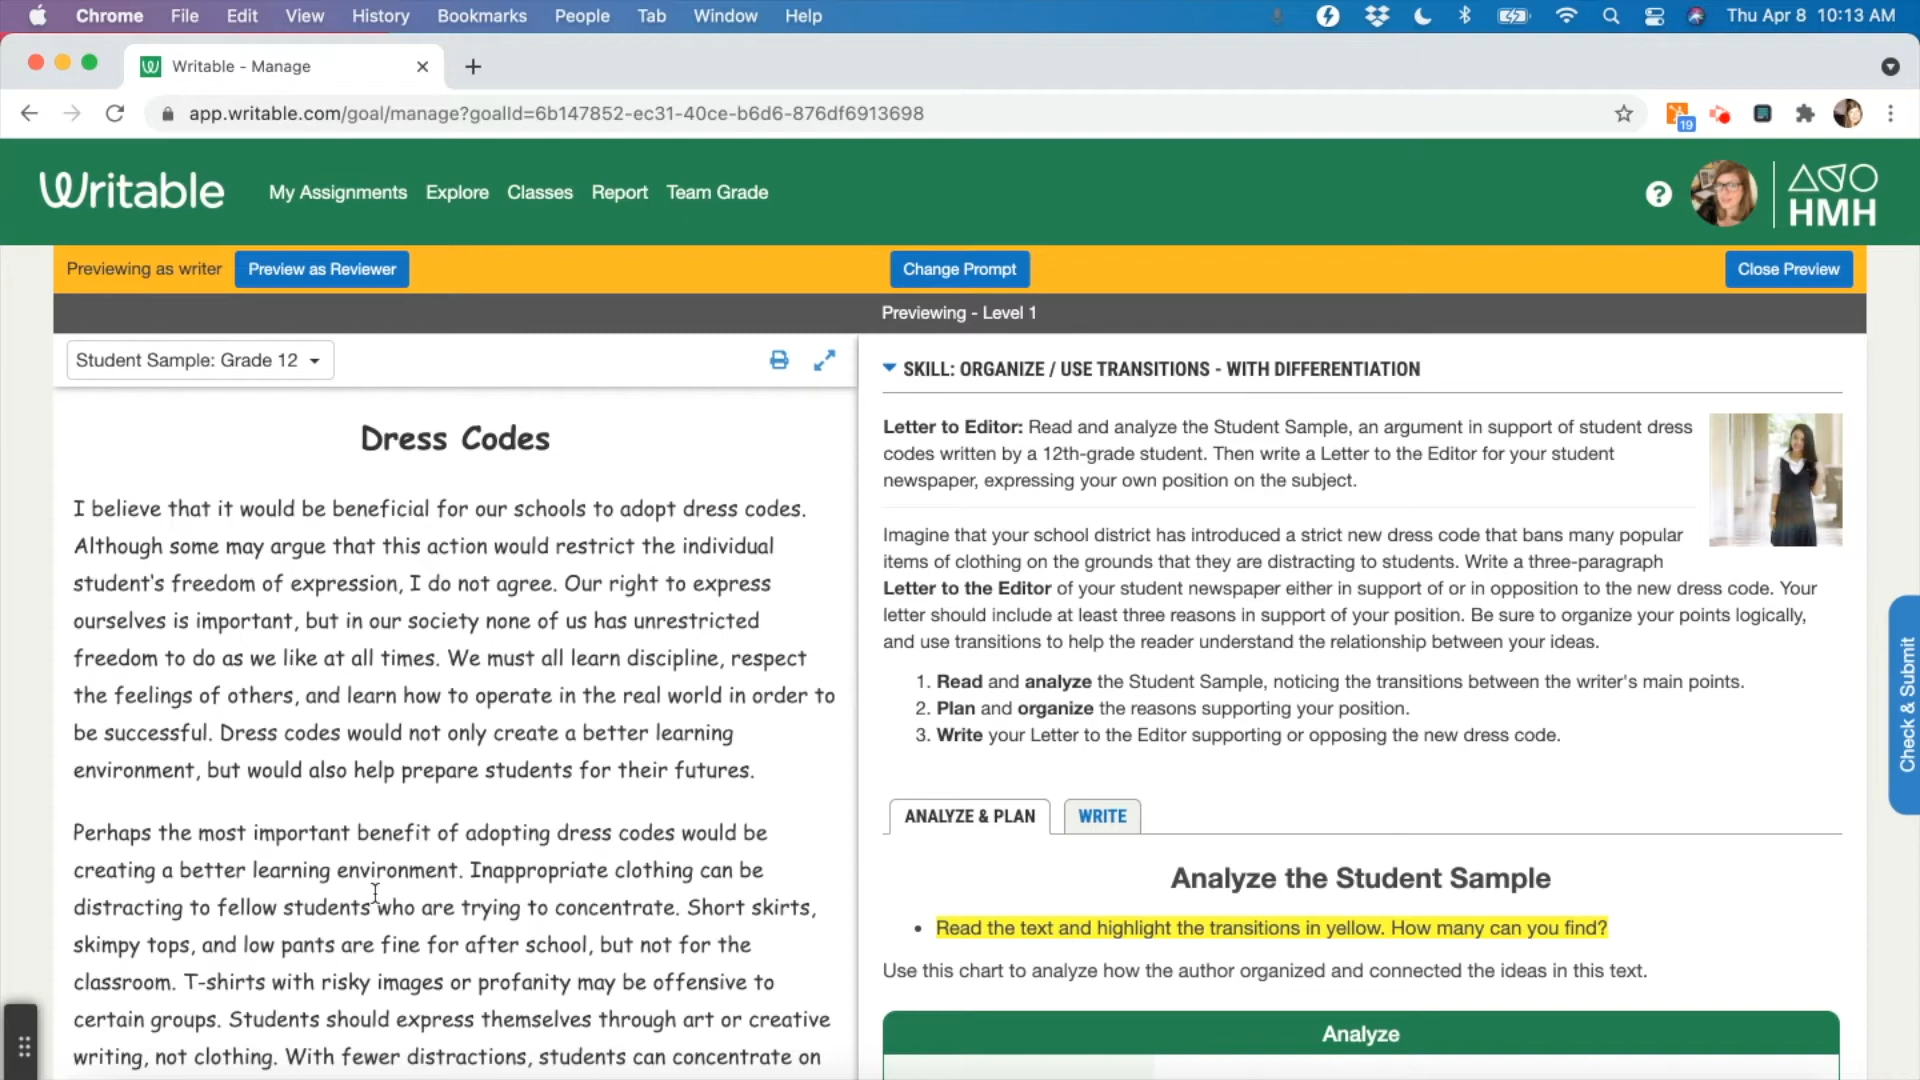 Chrome File Edit View History Bookmarks People Tab Window Help Thu Apr 8 10:13 AM
Writable - Manage
app.writable.com/goal/manage?goalId=6b147852-ec31-40ce-b6d6-876df6913698
19
Writable My Assignments Explore Classes Report Team Grade ? HMH
Previewing as writer Preview as Reviewer Change Prompt Close Preview
Previewing - Level 1
Student Sample: Grade 12
Dress Codes
I believe that it would be beneficial for our schools to adopt dress codes.
Although some may argue that this action would restrict the individual
student's freedom of expression, I do not agree. Our right to express
ourselves is important, but in our society none of us has unrestricted
freedom to do as we like at all times. We must all learn discipline, respect
the feelings of others, and learn how to operate in the real world in order to
be successful. Dress codes would not only create a better learning
environment, but would also help prepare students for their futures.
Perhaps the most important benefit of adopting dress codes would be
creating a better learning environment. Inappropriate clothing can be
distracting to fellow students who are trying to concentrate. Short skirts,
skimpy tops, and low pants are fine for after school, but not for the
classroom. T-shirts with risky images or profanity may be offensive to
certain groups. Students should express themselves through art or creative
writing, not clothing. With fewer distractions, students can concentrate on
SKILL: ORGANIZE / USE TRANSITIONS - WITH DIFFERENTIATION
Letter to Editor: Read and analyze the Student Sample, an argument in support of student dress
codes written by a 12th-grade student. Then write a Letter to the Editor for your student
newspaper, expressing your own position on the subject.
Imagine that your school district has introduced a strict new dress code that bans many popular
items of clothing on the grounds that they are distracting to students. Write a three-paragraph
Letter to the Editor of your student newspaper either in support of or in opposition to the new dress code. Your
letter should include at least three reasons in support of your position. Be sure to organize your points logically,
and use transitions to help the reader understand the relationship between your ideas.
1. Read and analyze the Student Sample, noticing the transitions between the writer's main points.
2. Plan and organize the reasons supporting your position.
3. Write your Letter to the Editor supporting or opposing the new dress code.
ANALYZE & PLAN WRITE
Analyze the Student Sample
• Read the text and highlight the transitions in yellow. How many can you find?
Use this chart to analyze how the author organized and connected the ideas in this text.
Analyze
Check & Submit